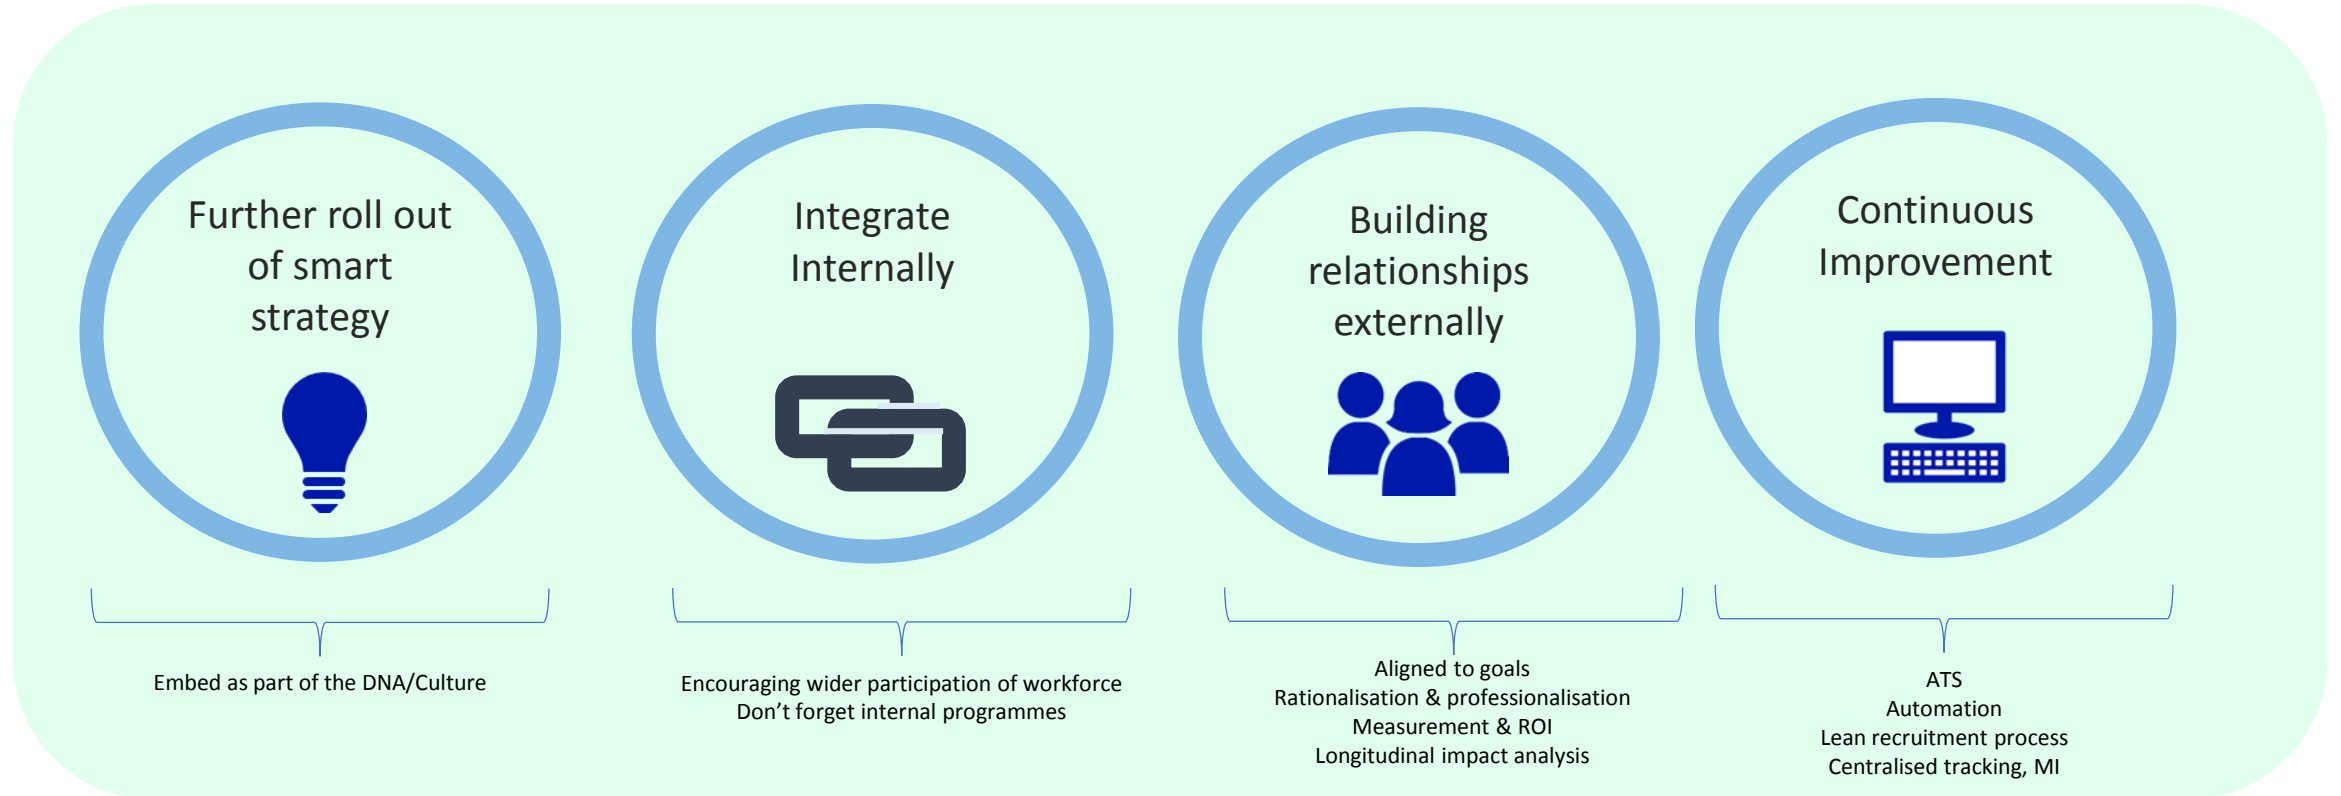 Further roll out
of smart
strategy
Embed as part of the DNA/Culture
Integrate
Internally
Encouraging wider participation of workforce
Don’t forget internal programmes
Building
relationships
externally
Aligned to goals
Rationalisation & professionalisation
Measurement & ROI
Longitudinal impact analysis
Continuous
Improvement
ATS
Automation
Lean recruitment process
Centralised tracking, MI